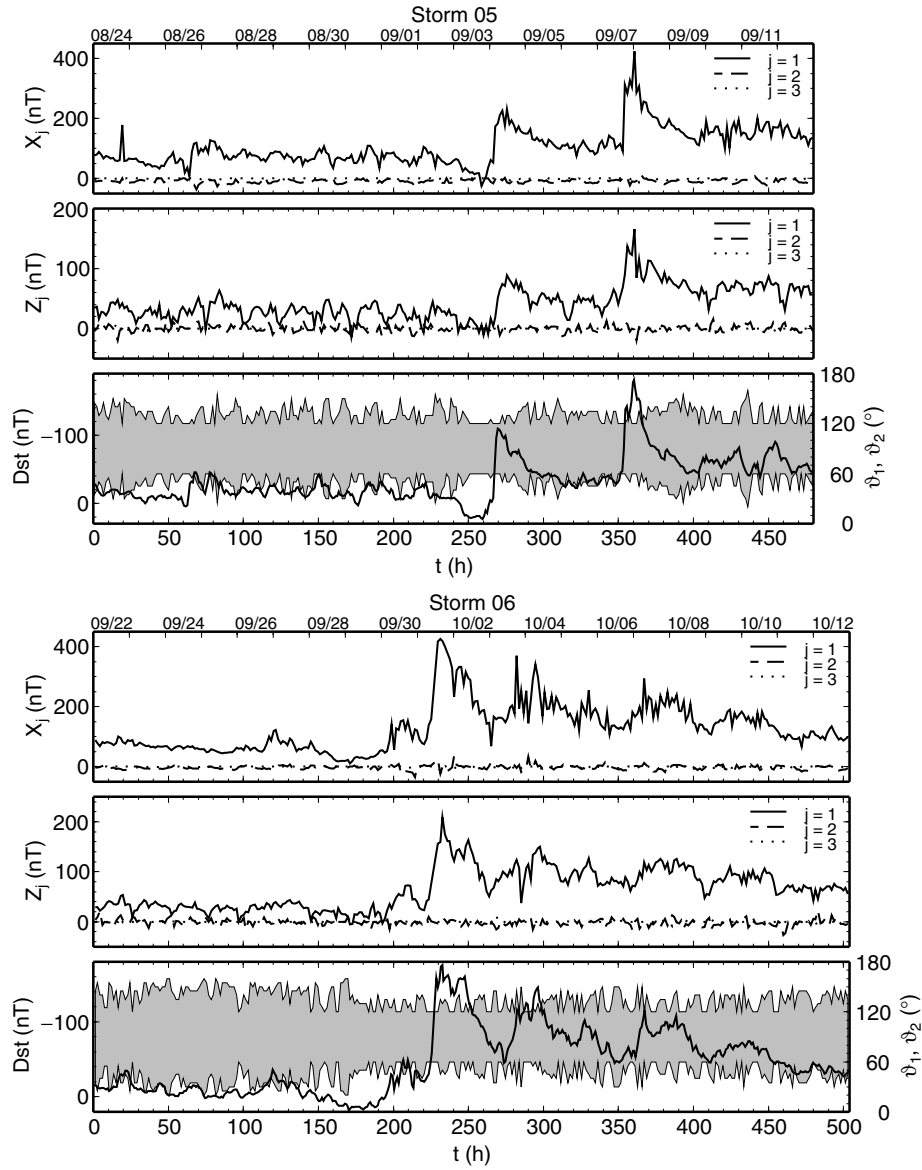 Storm 05
08/24 08/26 08/28 08/30 09/01 09/03 09/05 09/07 09/09 09/11
400
200
0
X_j (nT)
j = 1
j = 2
j = 3
200
100
0
Z_j (nT)
j = 1
j = 2
j = 3
−100
0
Dst (nT)
180
120
60
0
ϑ₁, ϑ₂ (°)
0 50 100 150 200 250 300 350 400 450
t (h)
Storm 06
09/22 09/24 09/26 09/28 09/30 10/02 10/04 10/06 10/08 10/10 10/12
400
200
0
X_j (nT)
j = 1
j = 2
j = 3
200
100
0
Z_j (nT)
j = 1
j = 2
j = 3
−100
0
Dst (nT)
180
120
60
0
ϑ₁, ϑ₂ (°)
0 50 100 150 200 250 300 350 400 450 500
t (h)